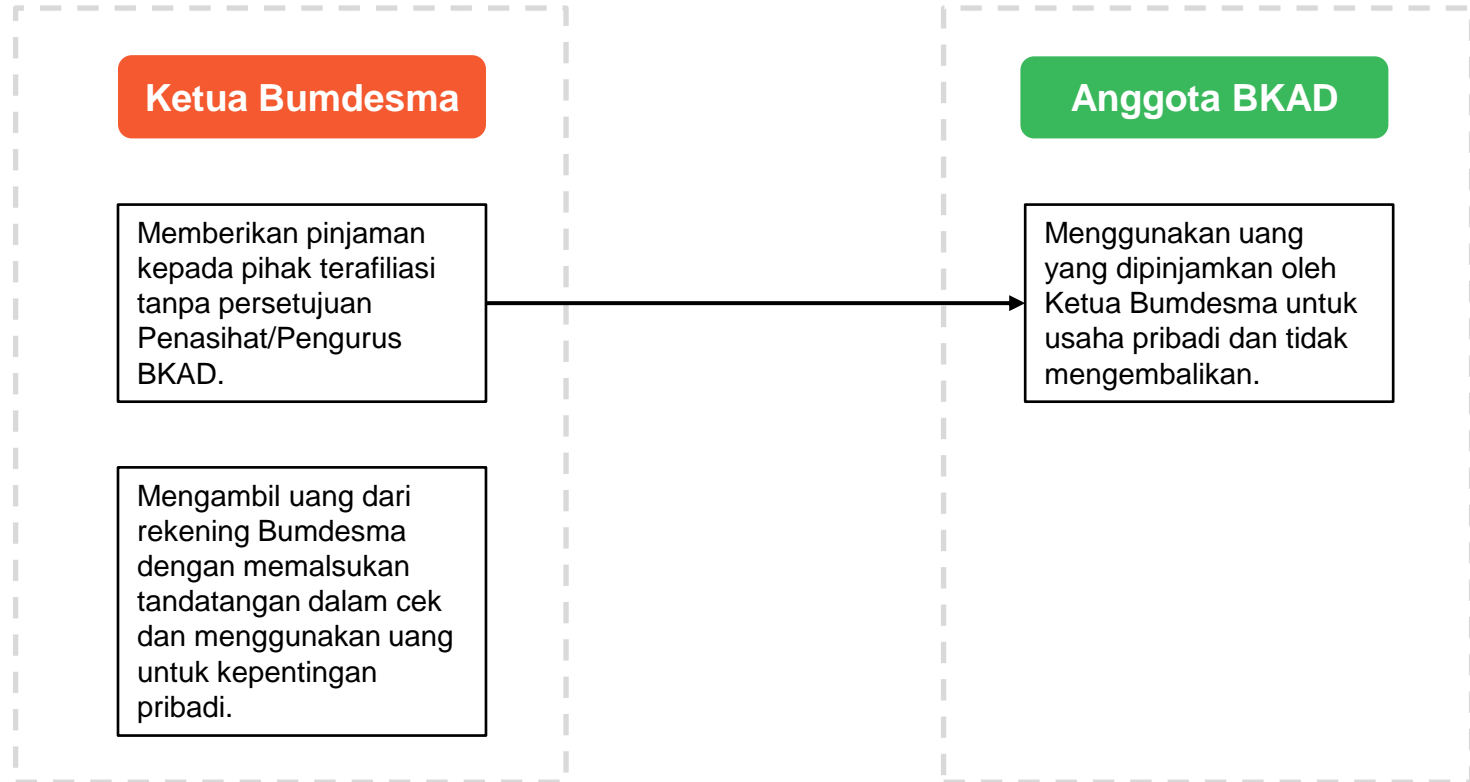 Ketua Bumdesma
Memberikan pinjaman
kepada pihak terafiliasi
tanpa persetujuan
Penasihat/Pengurus
BKAD.
Mengambil uang dari
rekening Bumdesma
dengan memalsukan
tandatangan dalam cek
dan menggunakan uang
untuk kepentingan
pribadi.
Anggota BKAD
Menggunakan uang
yang dipinjamkan oleh
Ketua Bumdesma untuk
usaha pribadi dan tidak
mengembalikan.